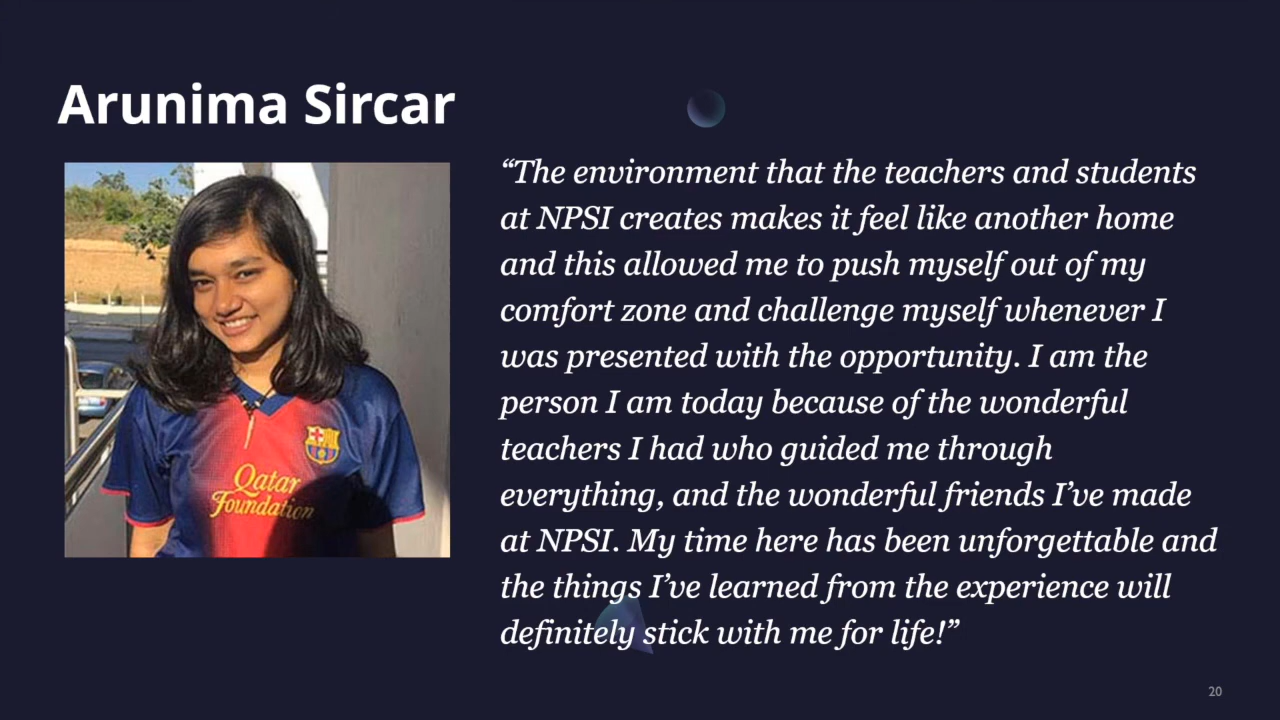 Arunima Sircar
“The environment that the teachers and students
at NPSI creates makes it feel like another home
and this allowed me to push myself out of my
comfort zone and challenge myself whenever I
was presented with the opportunity. I am the
person I am today because of the wonderful
teachers I had who guided me through
everything, and the wonderful friends I’ve made
at NPSI. My time here has been unforgettable and
the things I’ve learned from the experience will
definitely stick with me for life!”
Qatar
Foundation
20